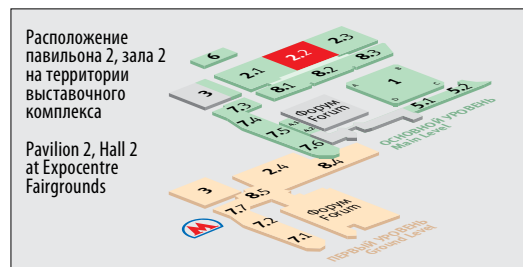 Расположение
павильона 2, зала 2
на территории
выставочного
комплекса
Pavilion 2, Hall 2
at Expocentre
Fairgrounds
6
2.1
2.2
2.3
8.1
8.2
8.3
3
1
A
B
C
D
5.1
5.2
7.3
7.4
7.5
7.6
Форум
Forum
ОСНОВНОЙ УРОВЕНЬ
Main Level
3
2.4
8.4
8.5
7.7
7.2
7.1
Форум
Forum
ПЕРВЫЙ УРОВЕНЬ
Ground Level
М